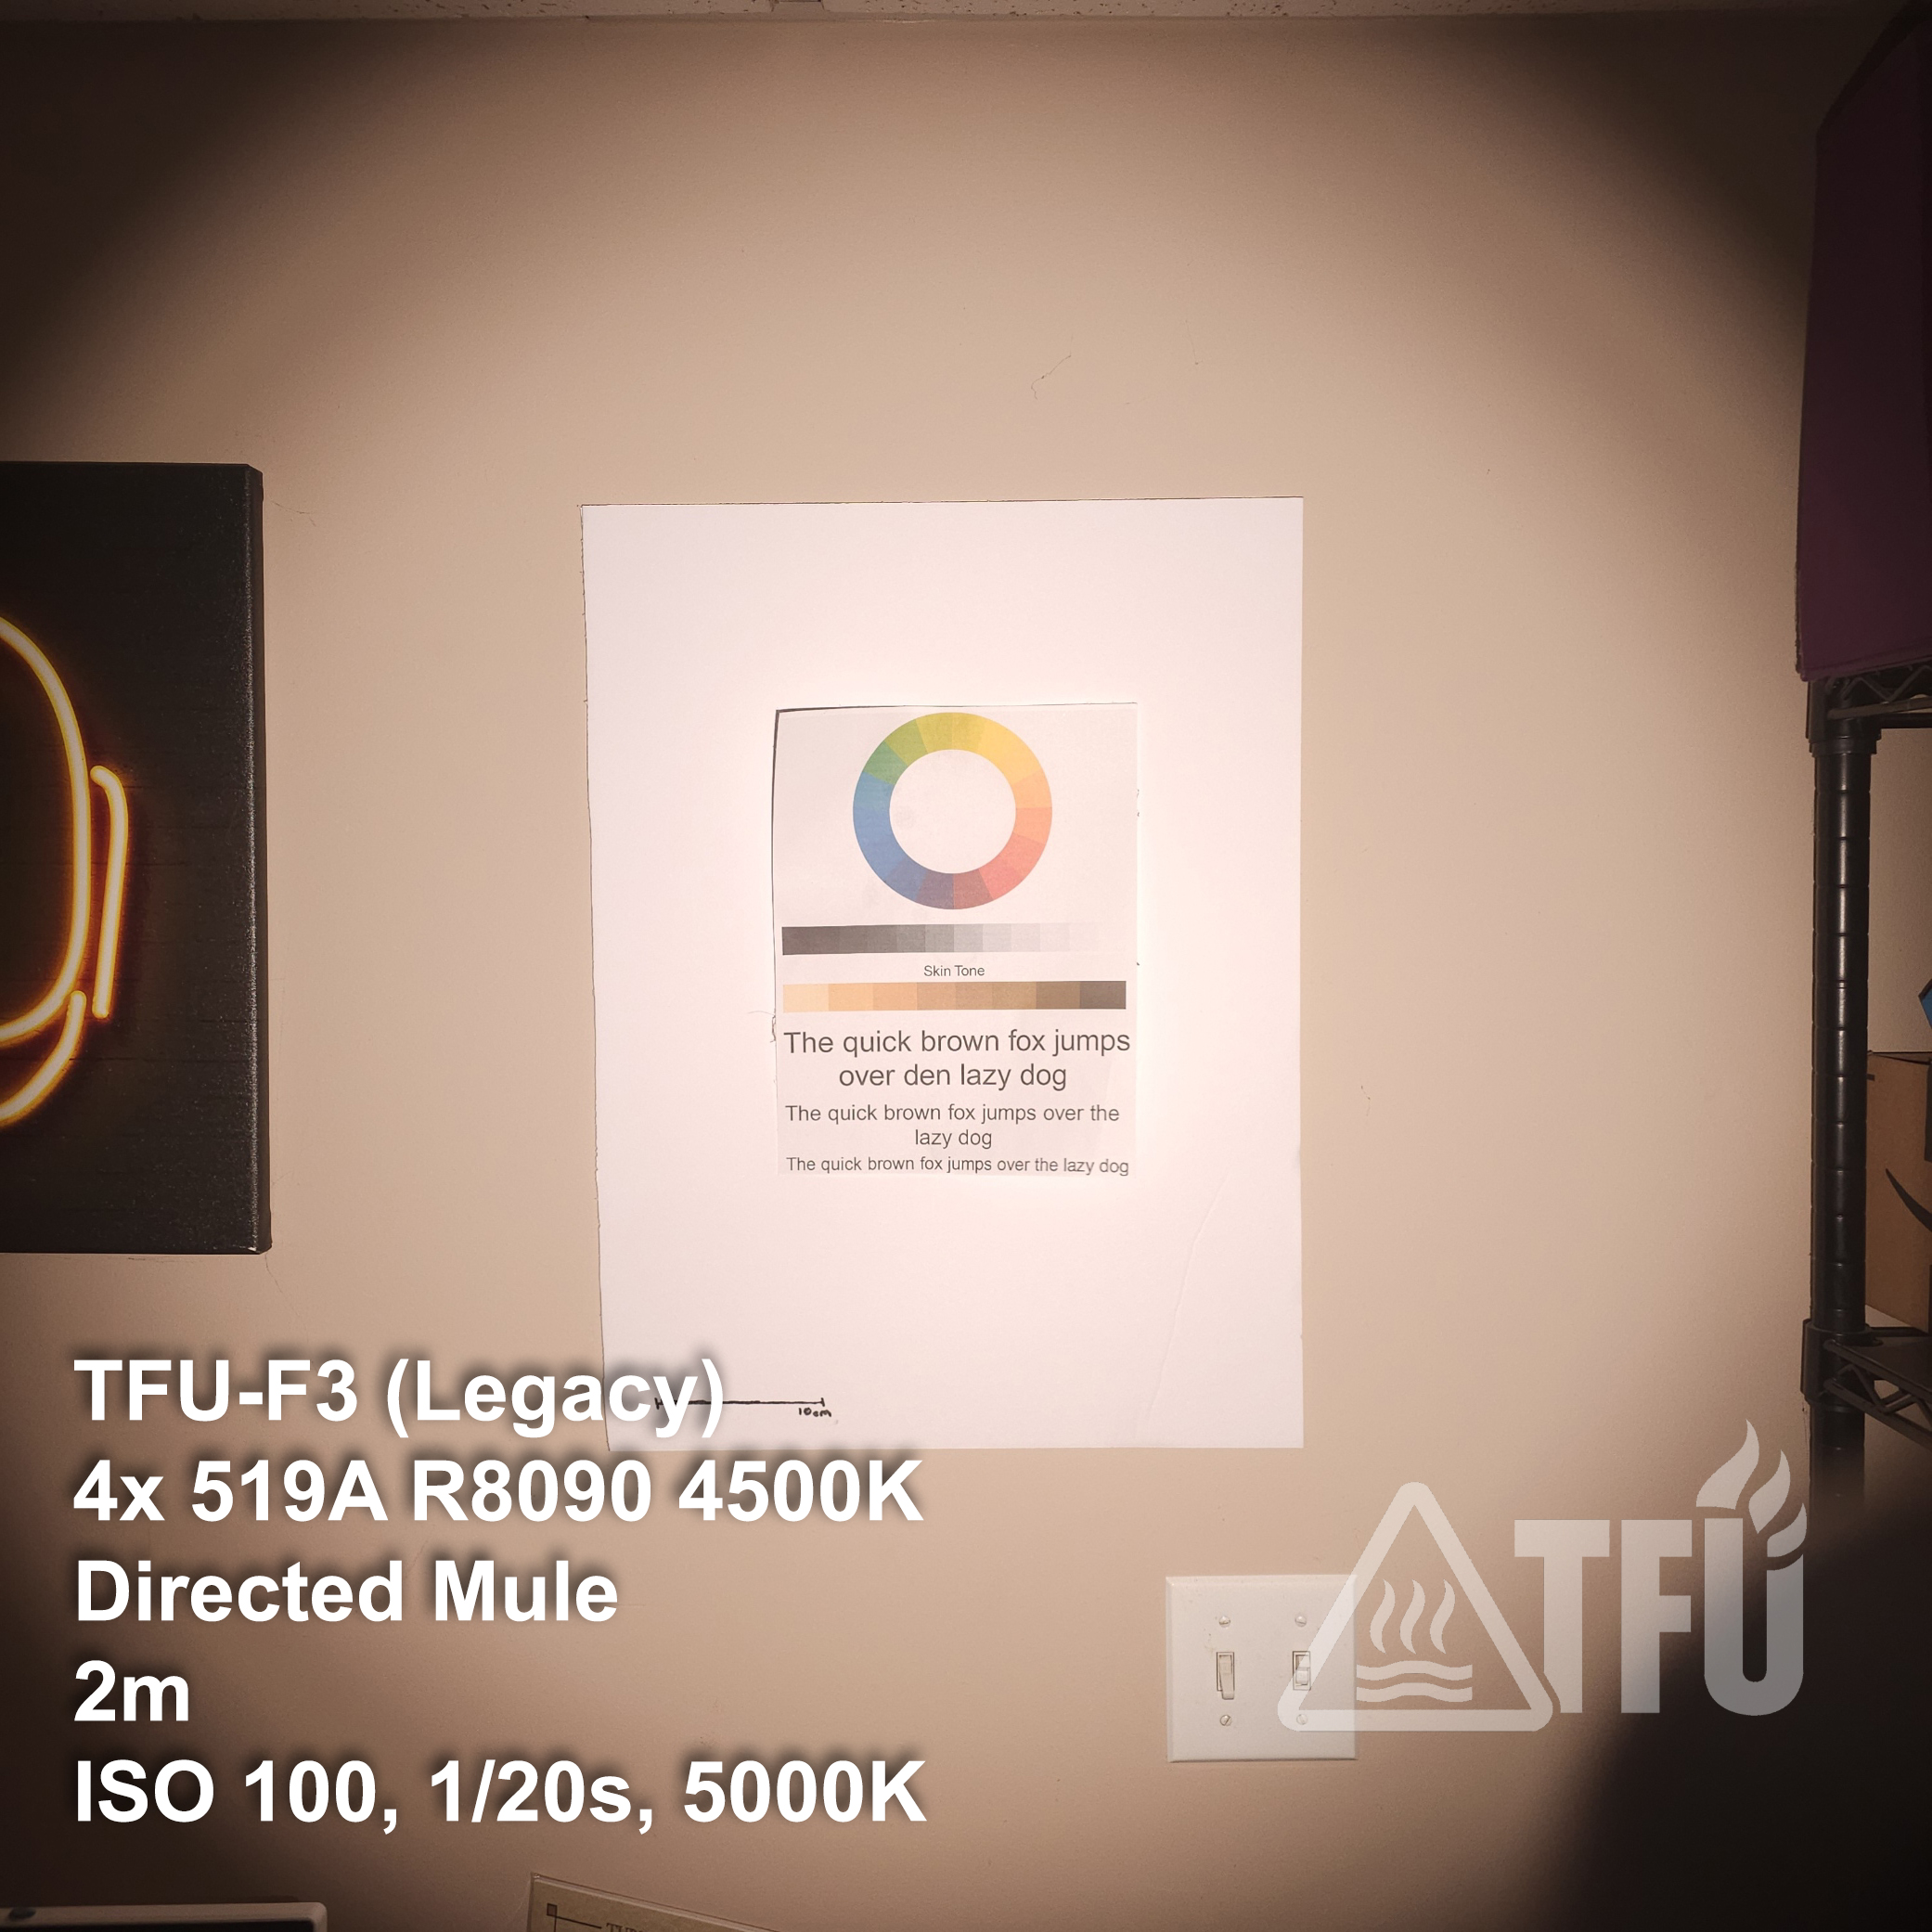 Skin Tone
The quick brown fox jumps
over den lazy dog
The quick brown fox jumps over the
lazy dog
The quick brown fox jumps over the lazy dog
10cm
TFU-F3 (Legacy)
4x 519A R8090 4500K
Directed Mule
2m
ISO 100, 1/20s, 5000K
TFU